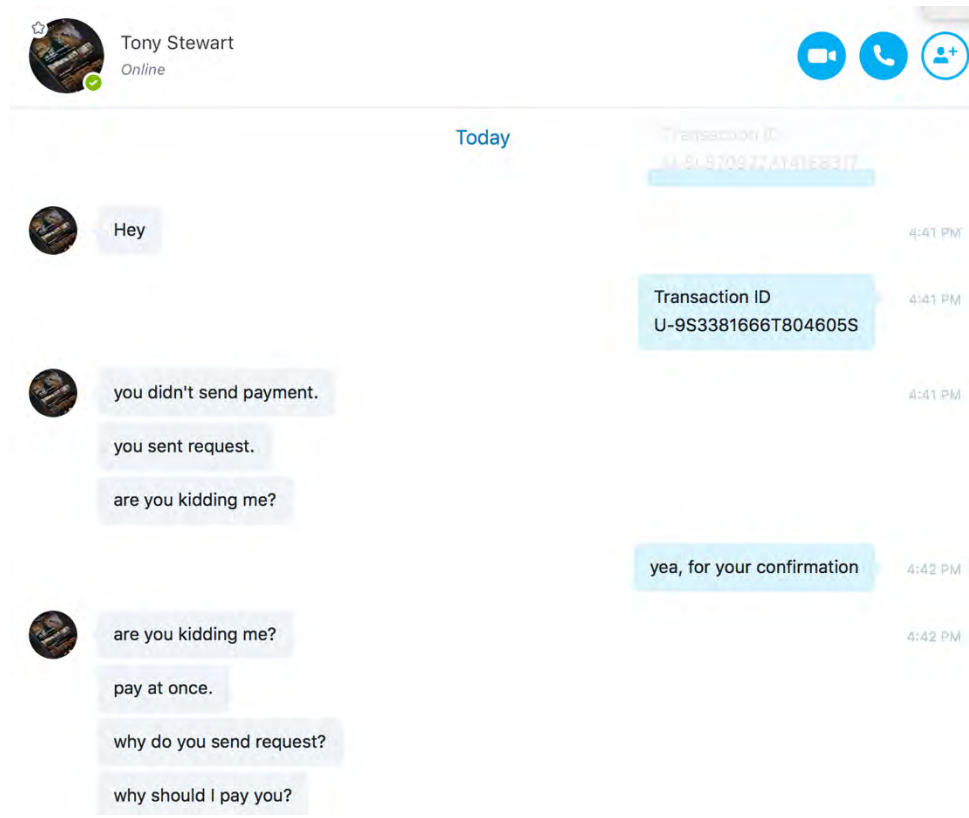 Tony Stewart
Online
Today
Transaction ID
Hey
4:41 PM
Transaction ID
4:41 PM
U-9S3381666T804605S
you didn't send payment.
4:41 PM
you sent request.
are you kidding me?
yea, for your confirmation
4:42 PM
are you kidding me?
4:42 PM
pay at once.
why do you send request?
why should I pay you?